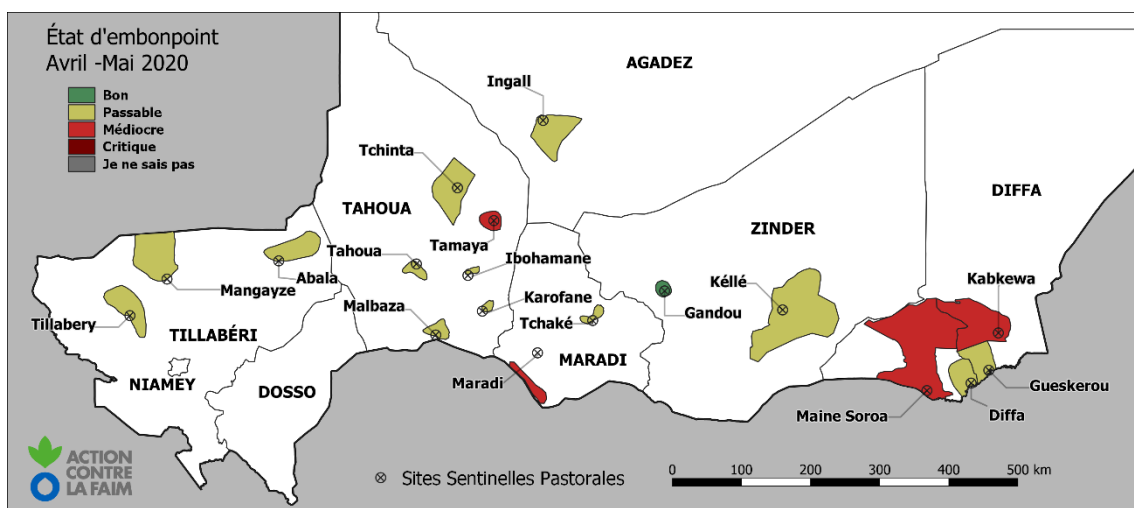 État d'embonpoint
Avril -Mai 2020
Bon
Passable
Médiocre
Critique
Je ne sais pas
AGADEZ
Ingall
Tchinta
DIFFA
TAHOUA
ZINDER
Tamaya
Tahoua
Ibohamane
Kabkewa
Abala
Kéllé
Mangayze
Karofane
Gandou
Malbaza
Tchaké
Tillabery
TILLABÉRI
MARADI
Gueskerou
NIAMEY
Maradi
DOSSO
Maine Soroa
Diffa
ACTION
CONTRE
LA FAIM
Sites Sentinelles Pastorales
0 100 200 300 400 500 km